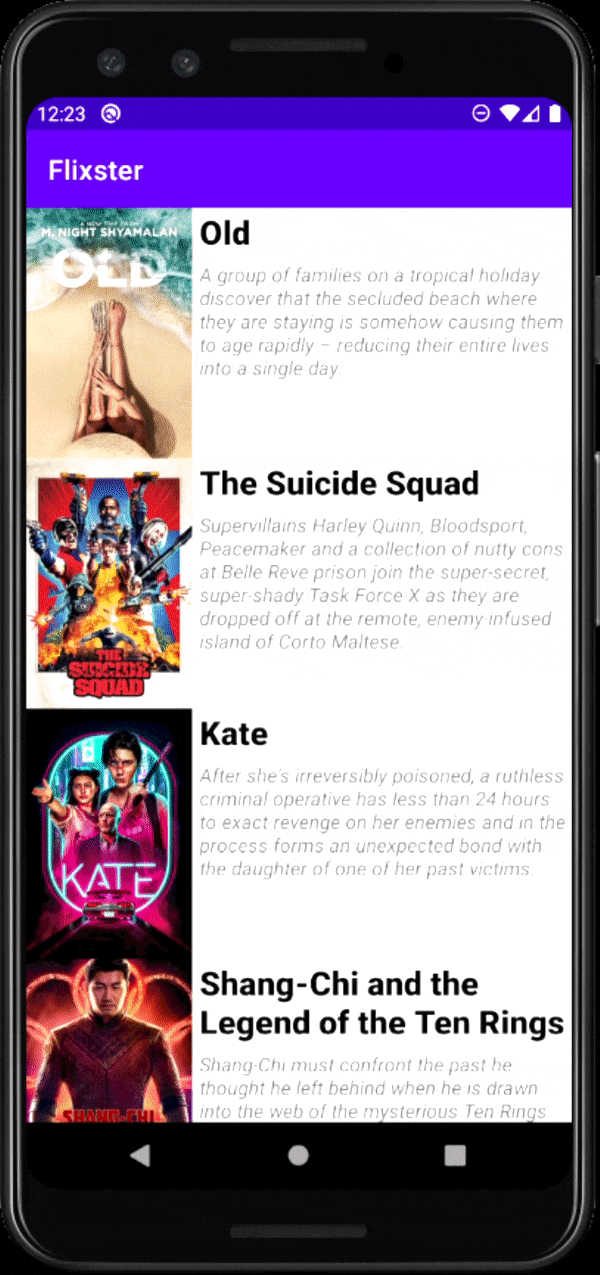 12:23
Flixster
A NEW TRIP FROM
M. NIGHT SHYAMALAN
OLD
Old
A group of families on a tropical holiday
discover that the secluded beach where
they are staying is somehow causing them
to age rapidly – reducing their entire lives
into a single day.
THE
SUICIDE
SQUAD
The Suicide Squad
Supervillains Harley Quinn, Bloodsport,
Peacemaker and a collection of nutty cons
at Belle Reve prison join the super-secret,
super-shady Task Force X as they are
dropped off at the remote, enemy-infused
island of Corto Maltese.
KATE
Kate
After she's irreversibly poisoned, a ruthless
criminal operative has less than 24 hours
to exact revenge on her enemies and in the
process forms an unexpected bond with
the daughter of one of her past victims.
SHANG-CHI
Shang-Chi and the
Legend of the Ten Rings
Shang-Chi must confront the past he
thought he left behind when he is drawn
into the web of the mysterious Ten Rings